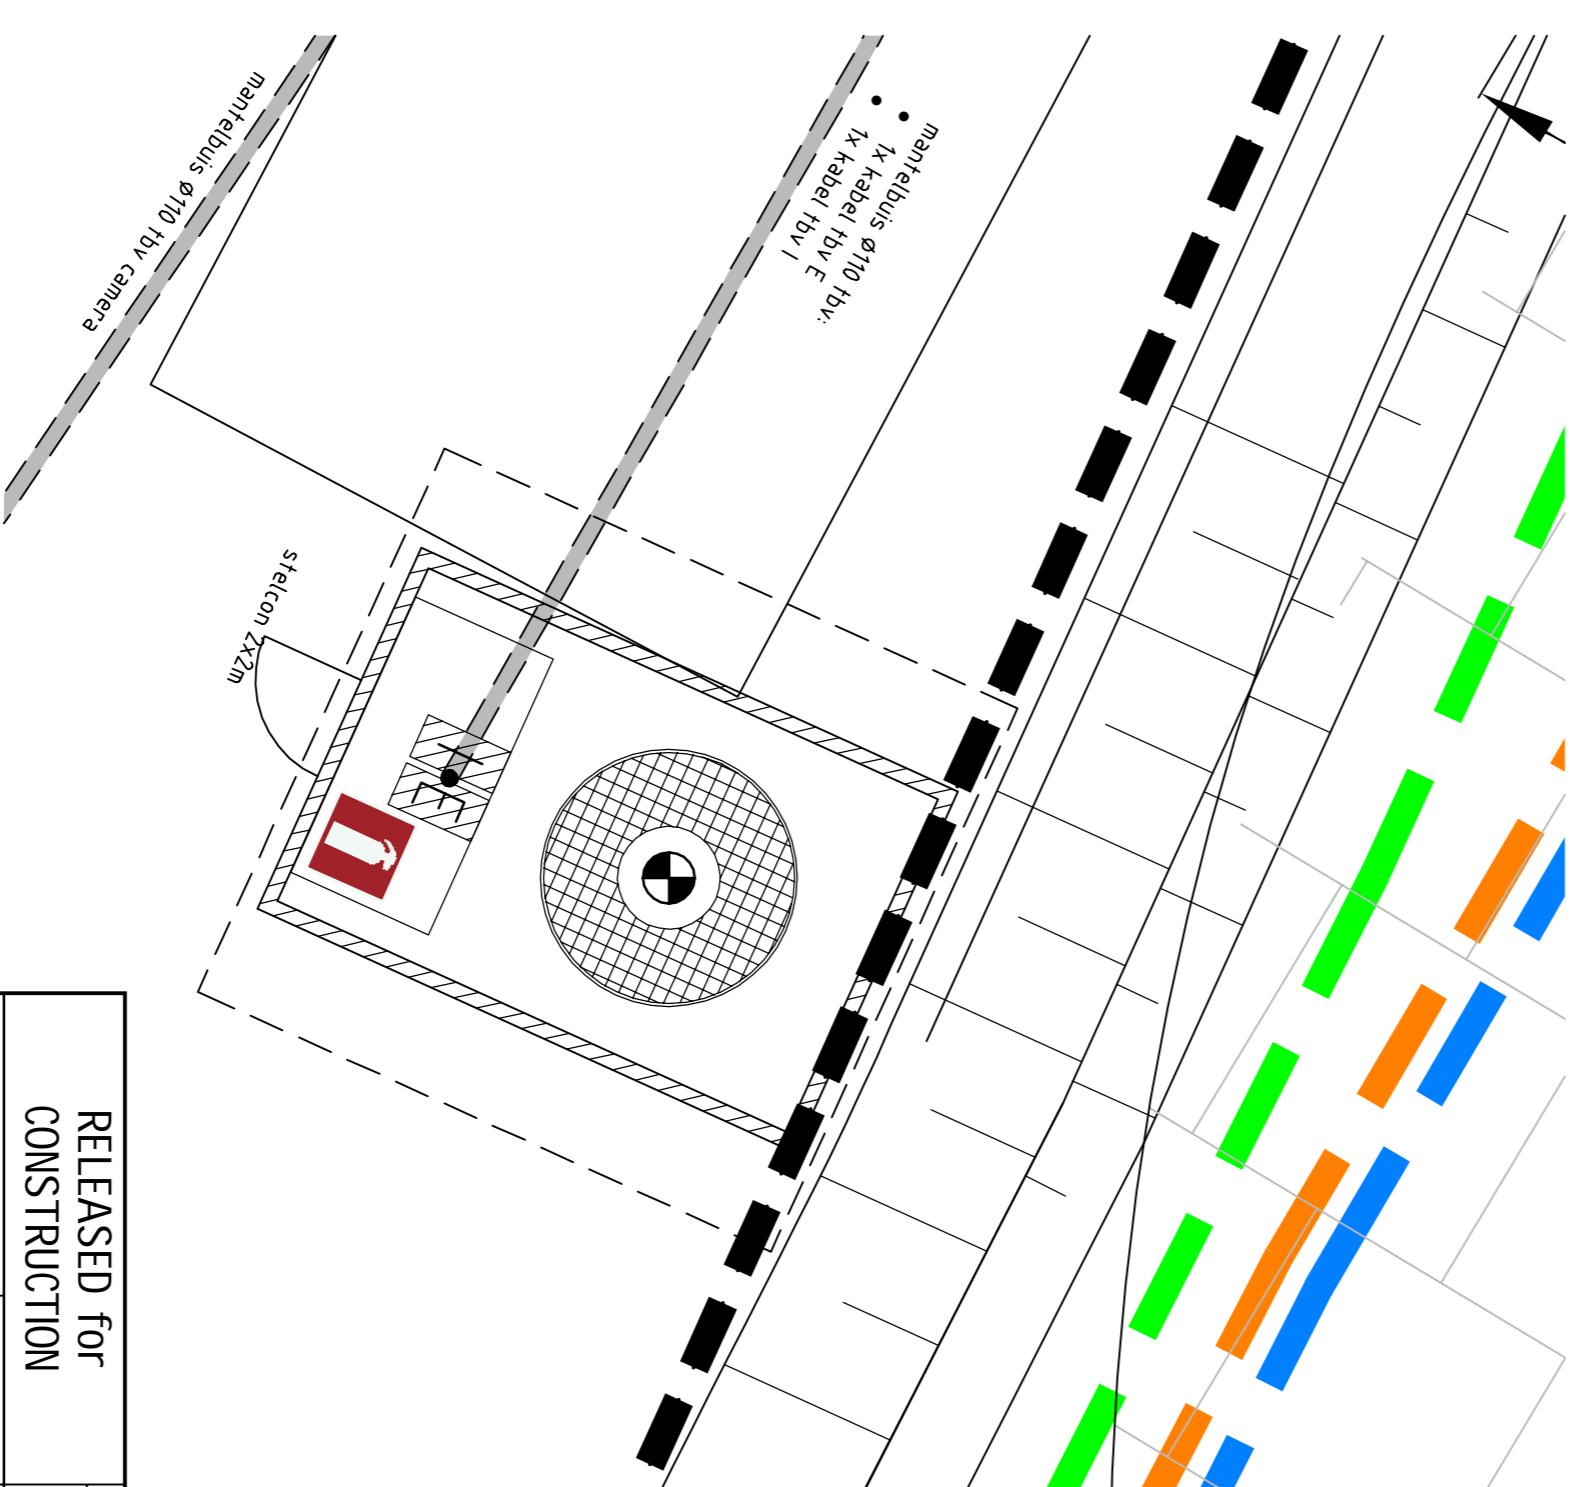 mantelbuis ø110 tbv camera
mantelbuis ø110 tbv:
• 1x kabel tbv E
• 1x kabel tbv I
stelcon 2x2m
I
E
RELEASED for
CONSTRUCTION